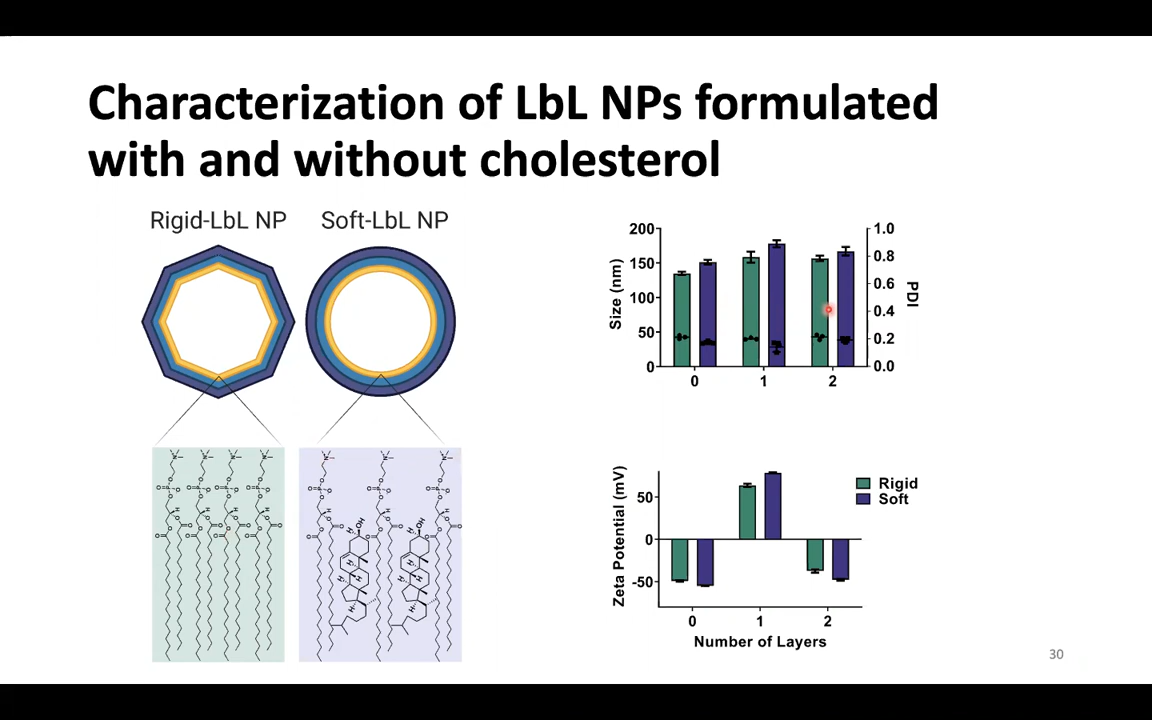 Characterization of LbL NPs formulated
with and without cholesterol
Rigid-LbL NP
Soft-LbL NP
200
150
100
50
0
Size (nm)
1.0
0.8
0.6
0.4
0.2
0.0
PDI
0 1 2
50
0
-50
Zeta Potential (mV)
0 1 2
Number of Layers
Rigid
Soft
30